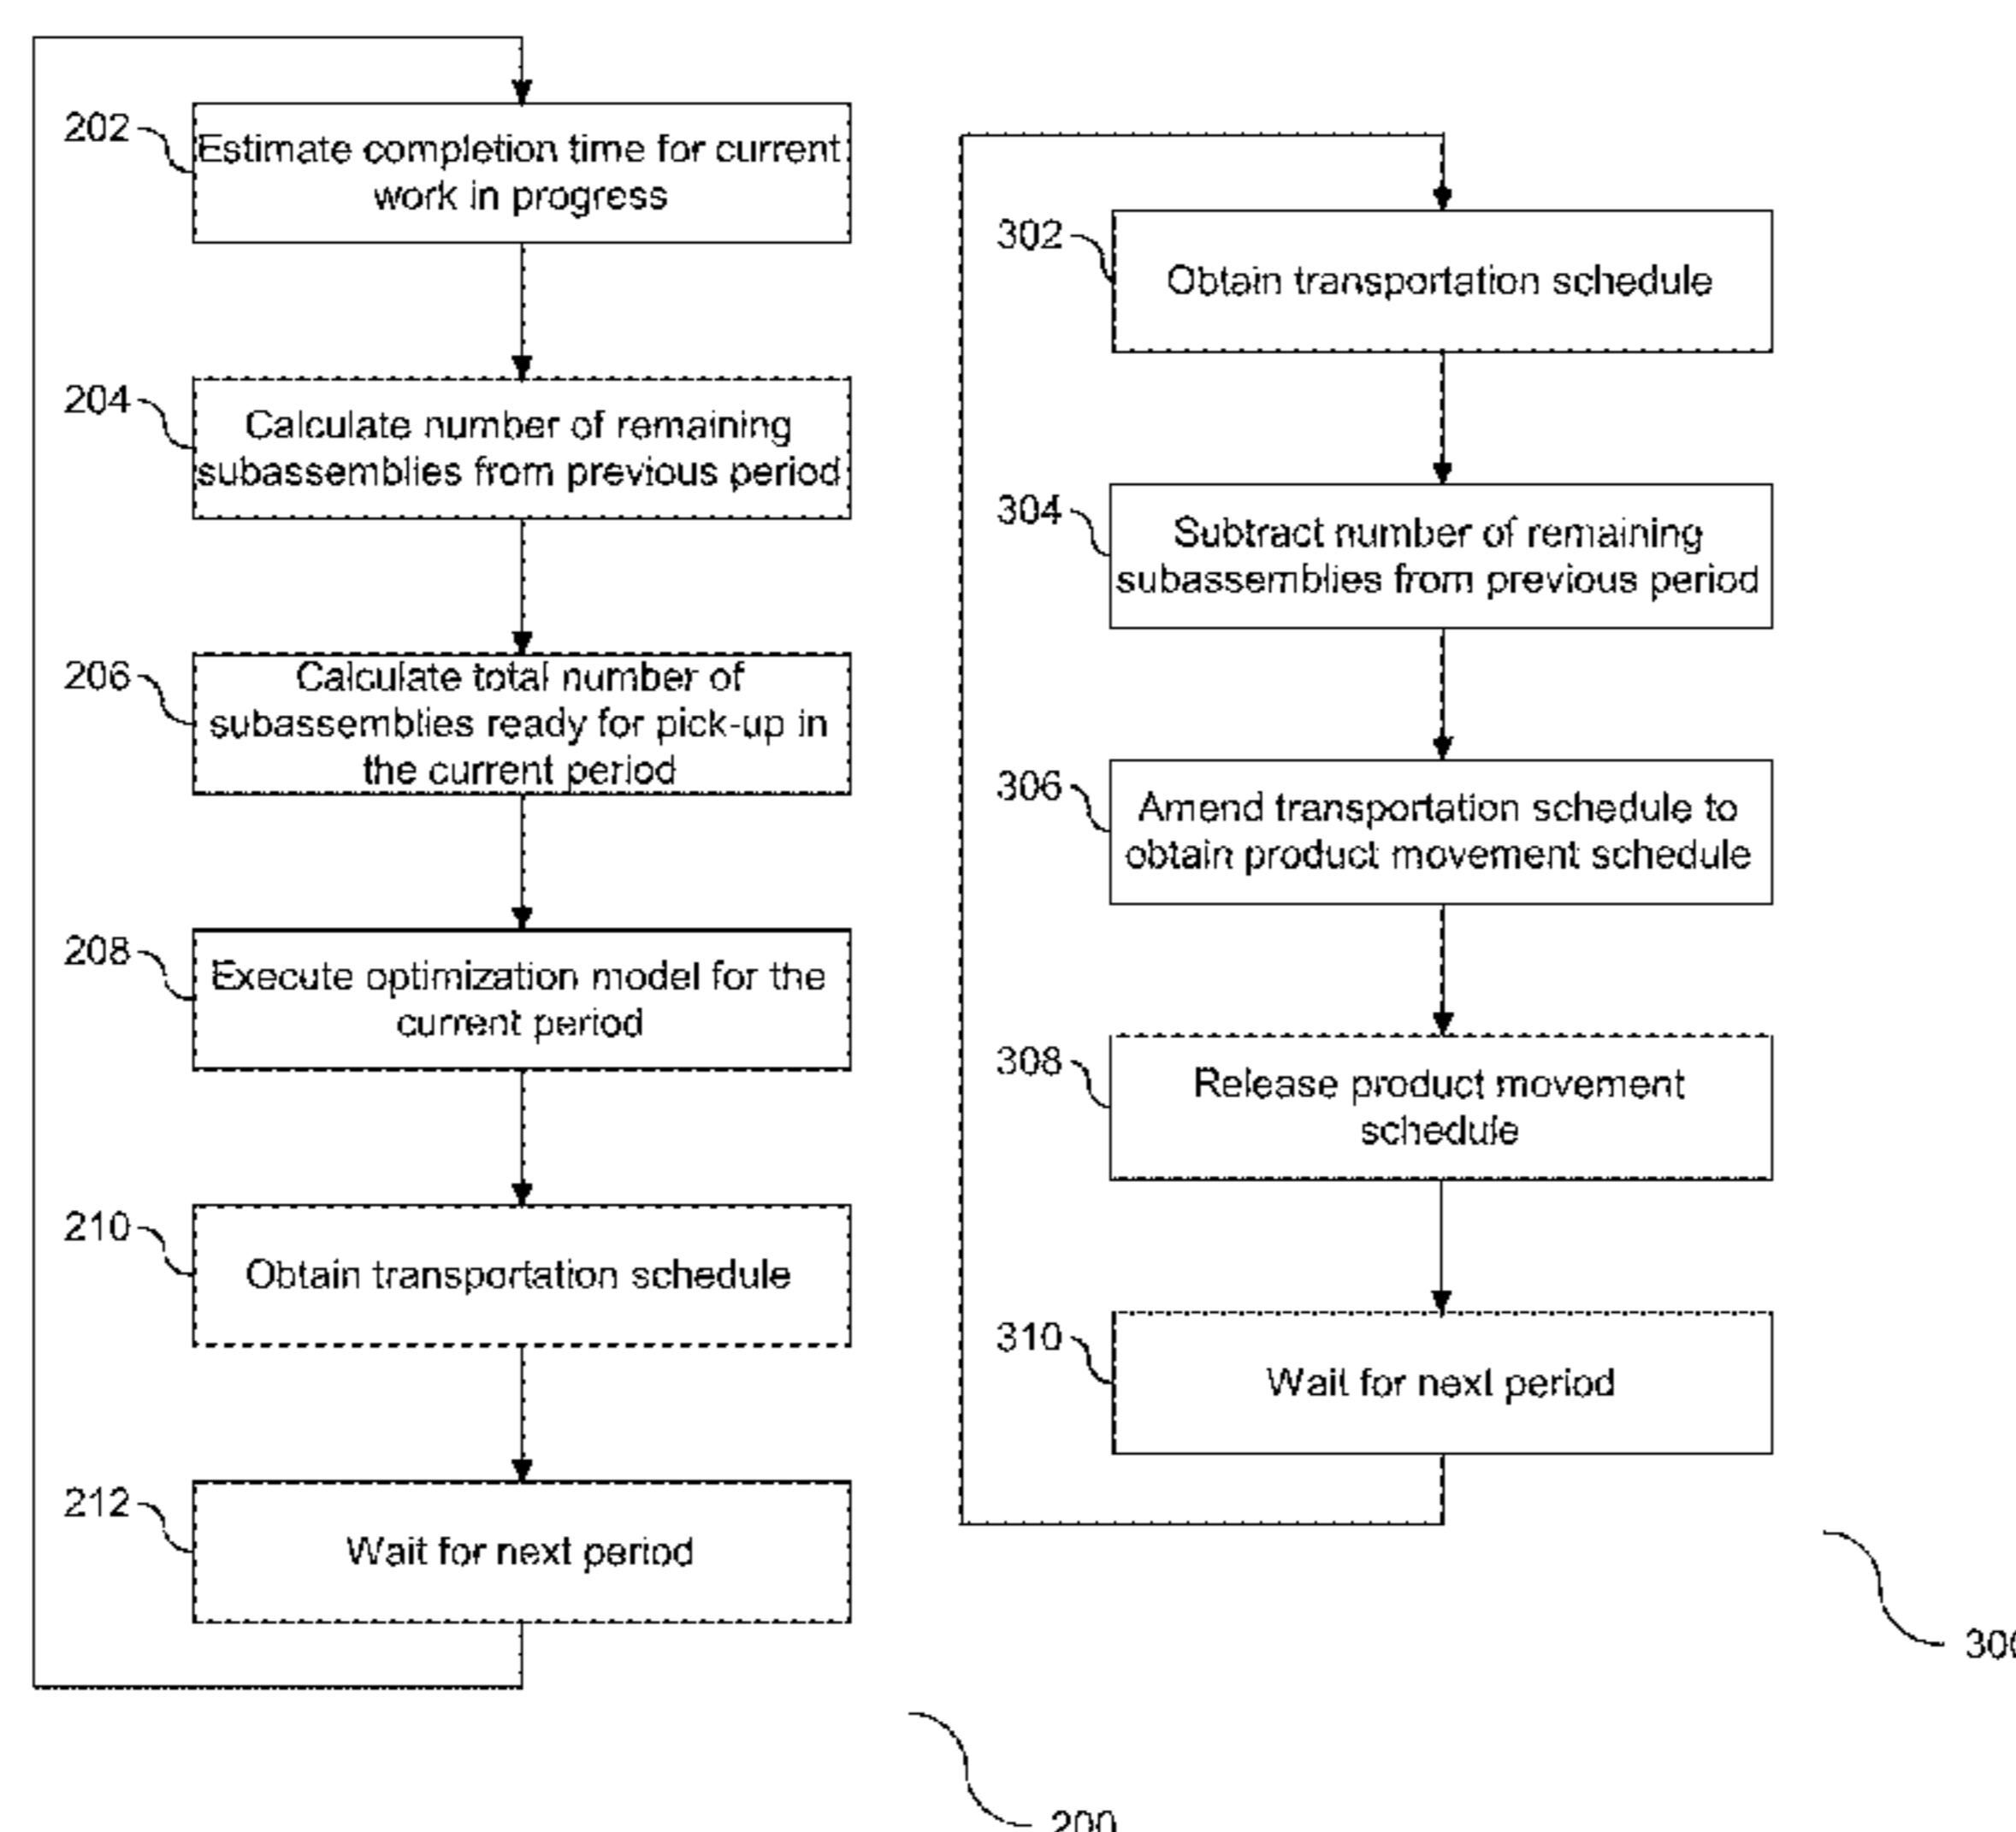 202
Estimate completion time for current
work in progress
204
Calculate number of remaining
subassemblies from previous period
206
Calculate total number of
subassemblies ready for pick-up in
the current period
208
Execute optimization model for the
current period
210
Obtain transportation schedule
212
Wait for next period
200
302
Obtain transportation schedule
304
Subtract number of remaining
subassemblies from previous period
306
Amend transportation schedule to
obtain product movement schedule
308
Release product movement
schedule
310
Wait for next period
300